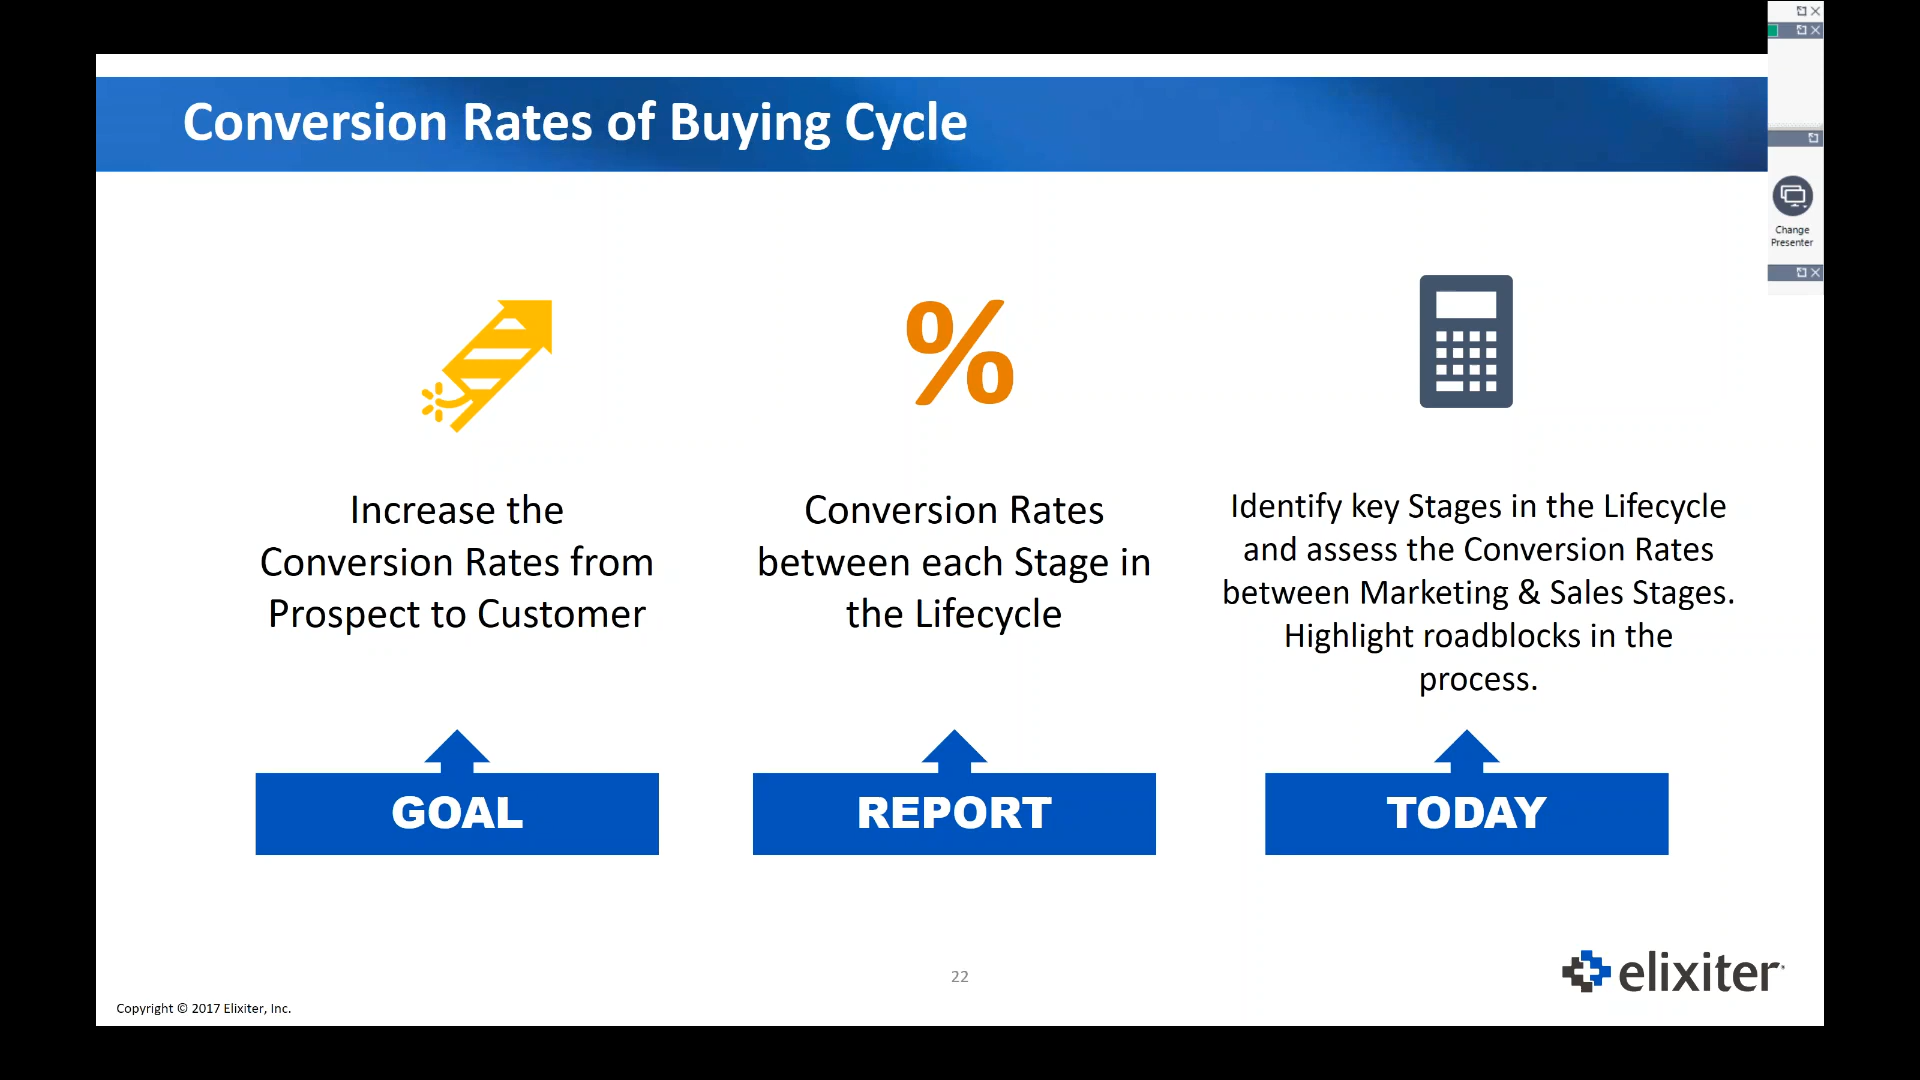 Conversion Rates of Buying Cycle
Change
Presenter
%
Increase the
Conversion Rates from
Prospect to Customer
Conversion Rates
between each Stage in
the Lifecycle
Identify key Stages in the Lifecycle
and assess the Conversion Rates
between Marketing & Sales Stages.
Highlight roadblocks in the
process.
GOAL
REPORT
TODAY
elixiter
22
Copyright © 2017 Elixiter, Inc.